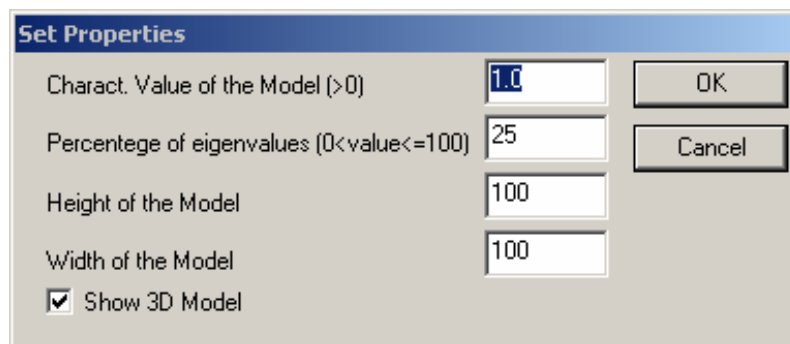 Set Properties
Charact. Value of the Model (>0) 1.0 OK
Percentege of eigenvalues (0<value<=100) 25 Cancel
Height of the Model 100
Width of the Model 100
Show 3D Model